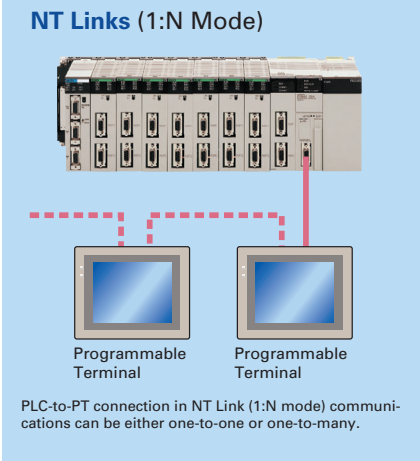 NT Links (1:N Mode)
Programmable
Terminal
Programmable
Terminal
PLC-to-PT connection in NT Link (1:N mode) communi-
cations can be either one-to-one or one-to-many.